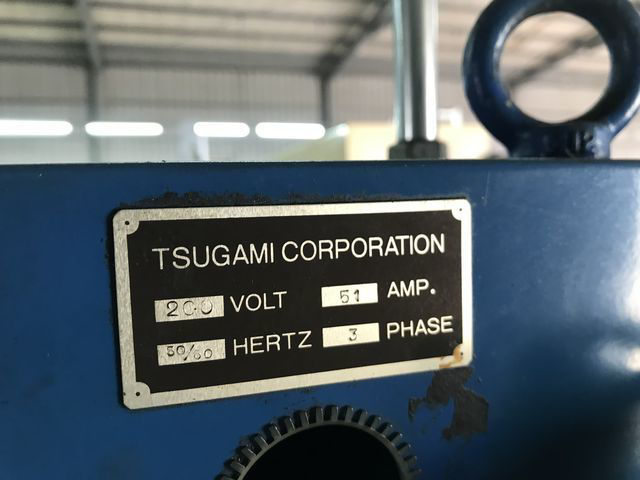 TSUGAMI CORPORATION
200 VOLT 51 AMP.
50/60 HERTZ 3 PHASE